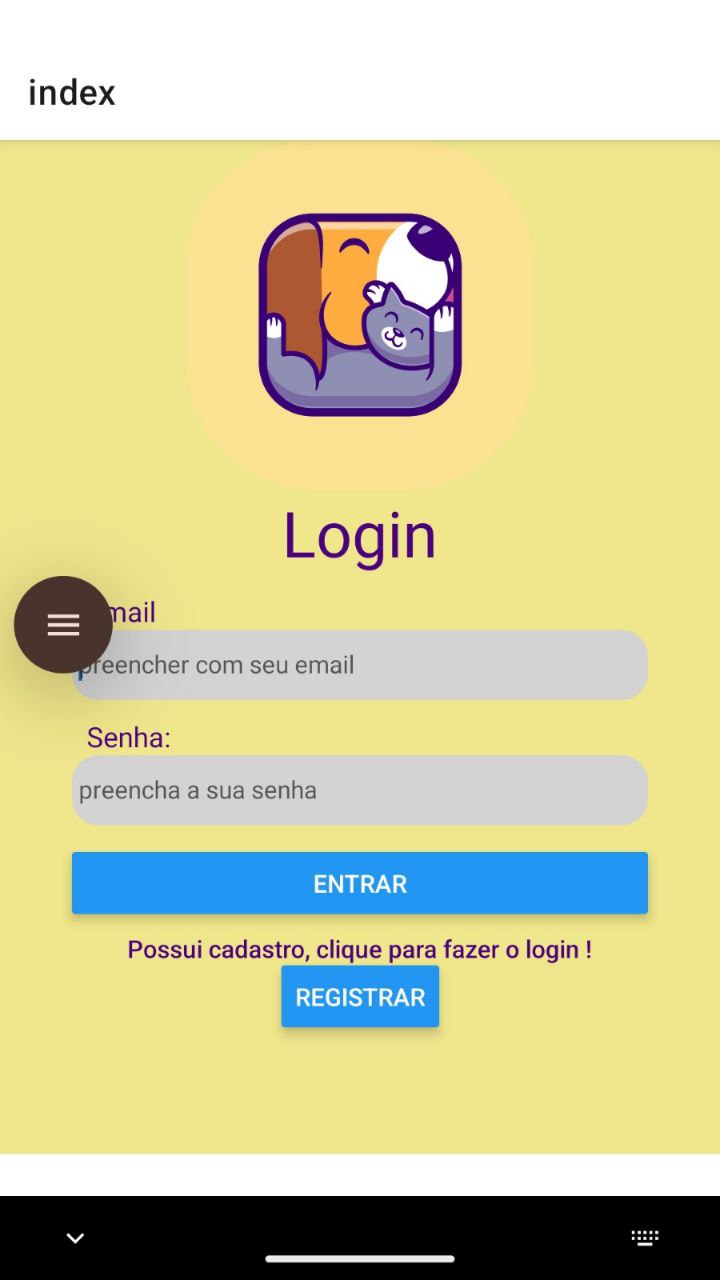 index
Login
mail
preencher com seu email
Senha:
preencha a sua senha
ENTRAR
Possui cadastro, clique para fazer o login !
REGISTRAR